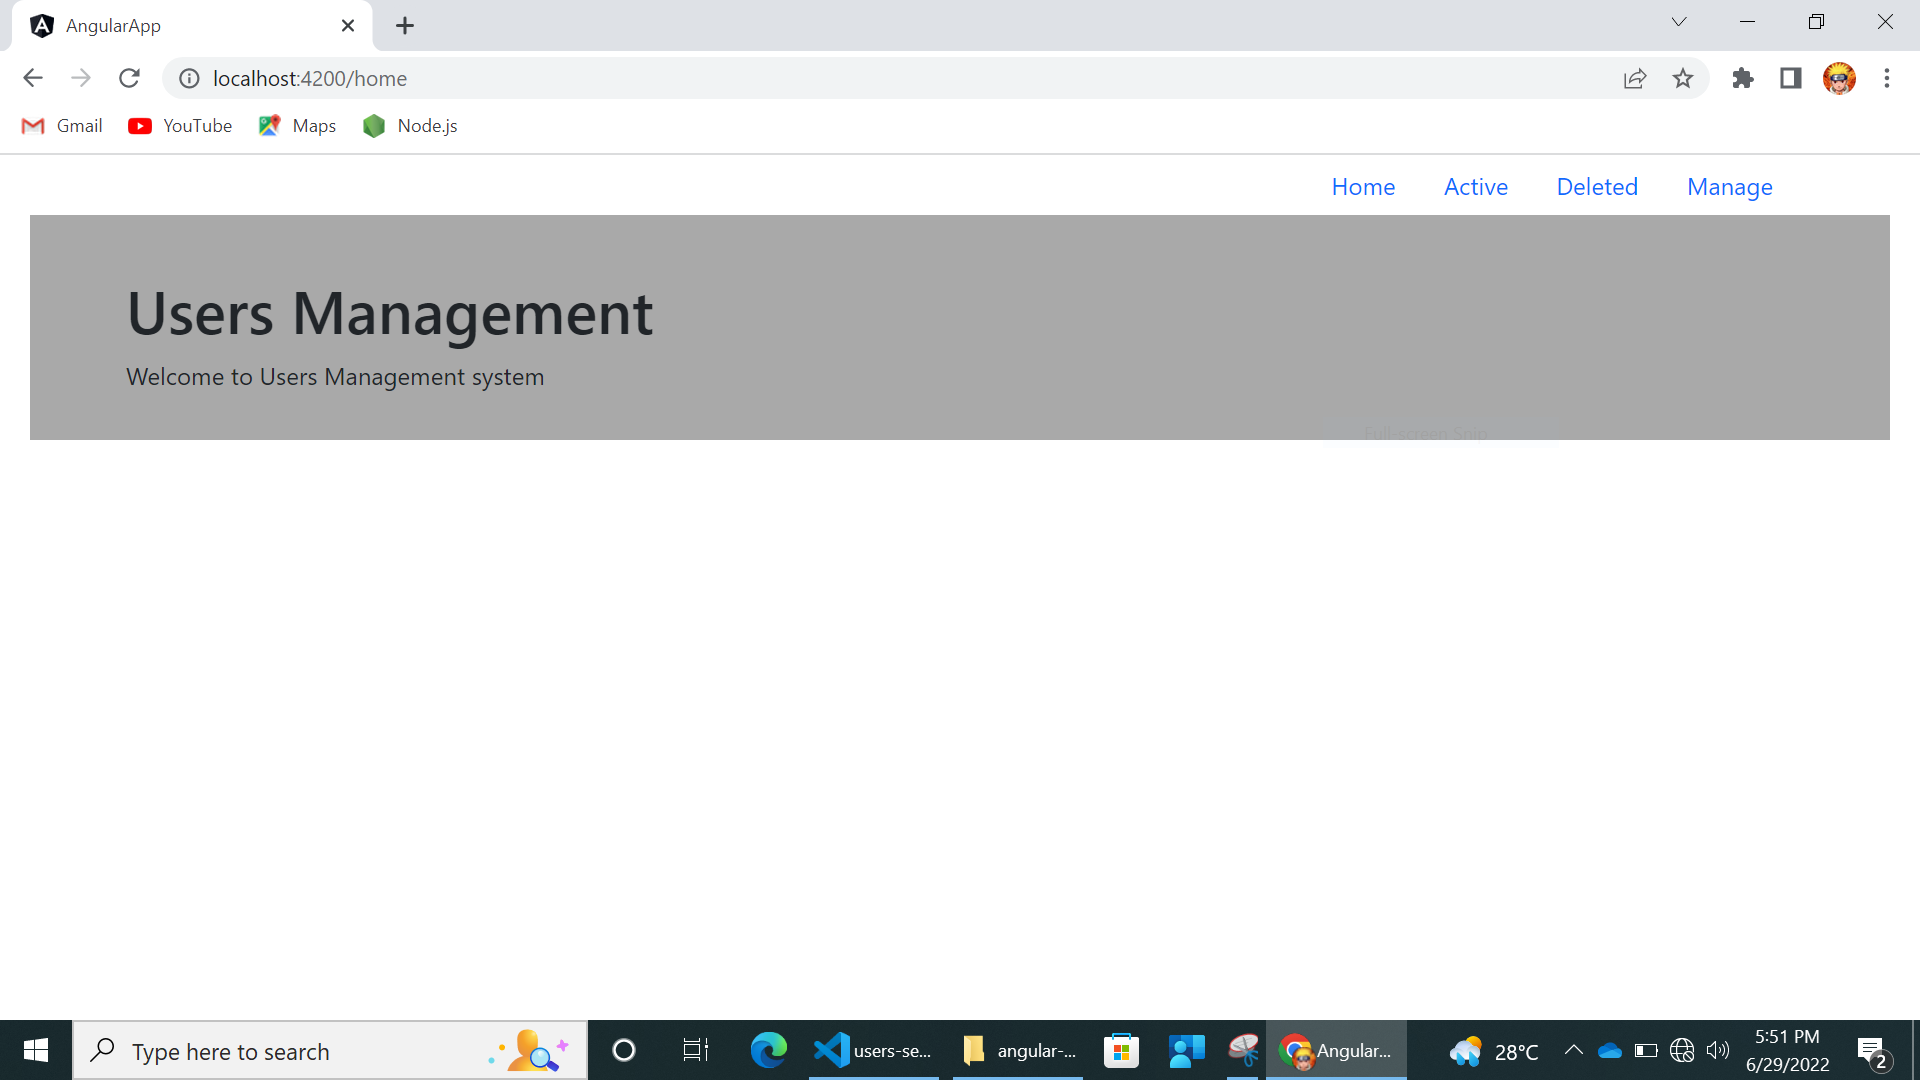 AngularApp
localhost:4200/home
Gmail YouTube Maps Node.js
Home Active Deleted Manage
Users Management
Welcome to Users Management system
Full-screen Snip
Type here to search
users-se...
angular-...
Angular...
28°C
5:51 PM
6/29/2022
2